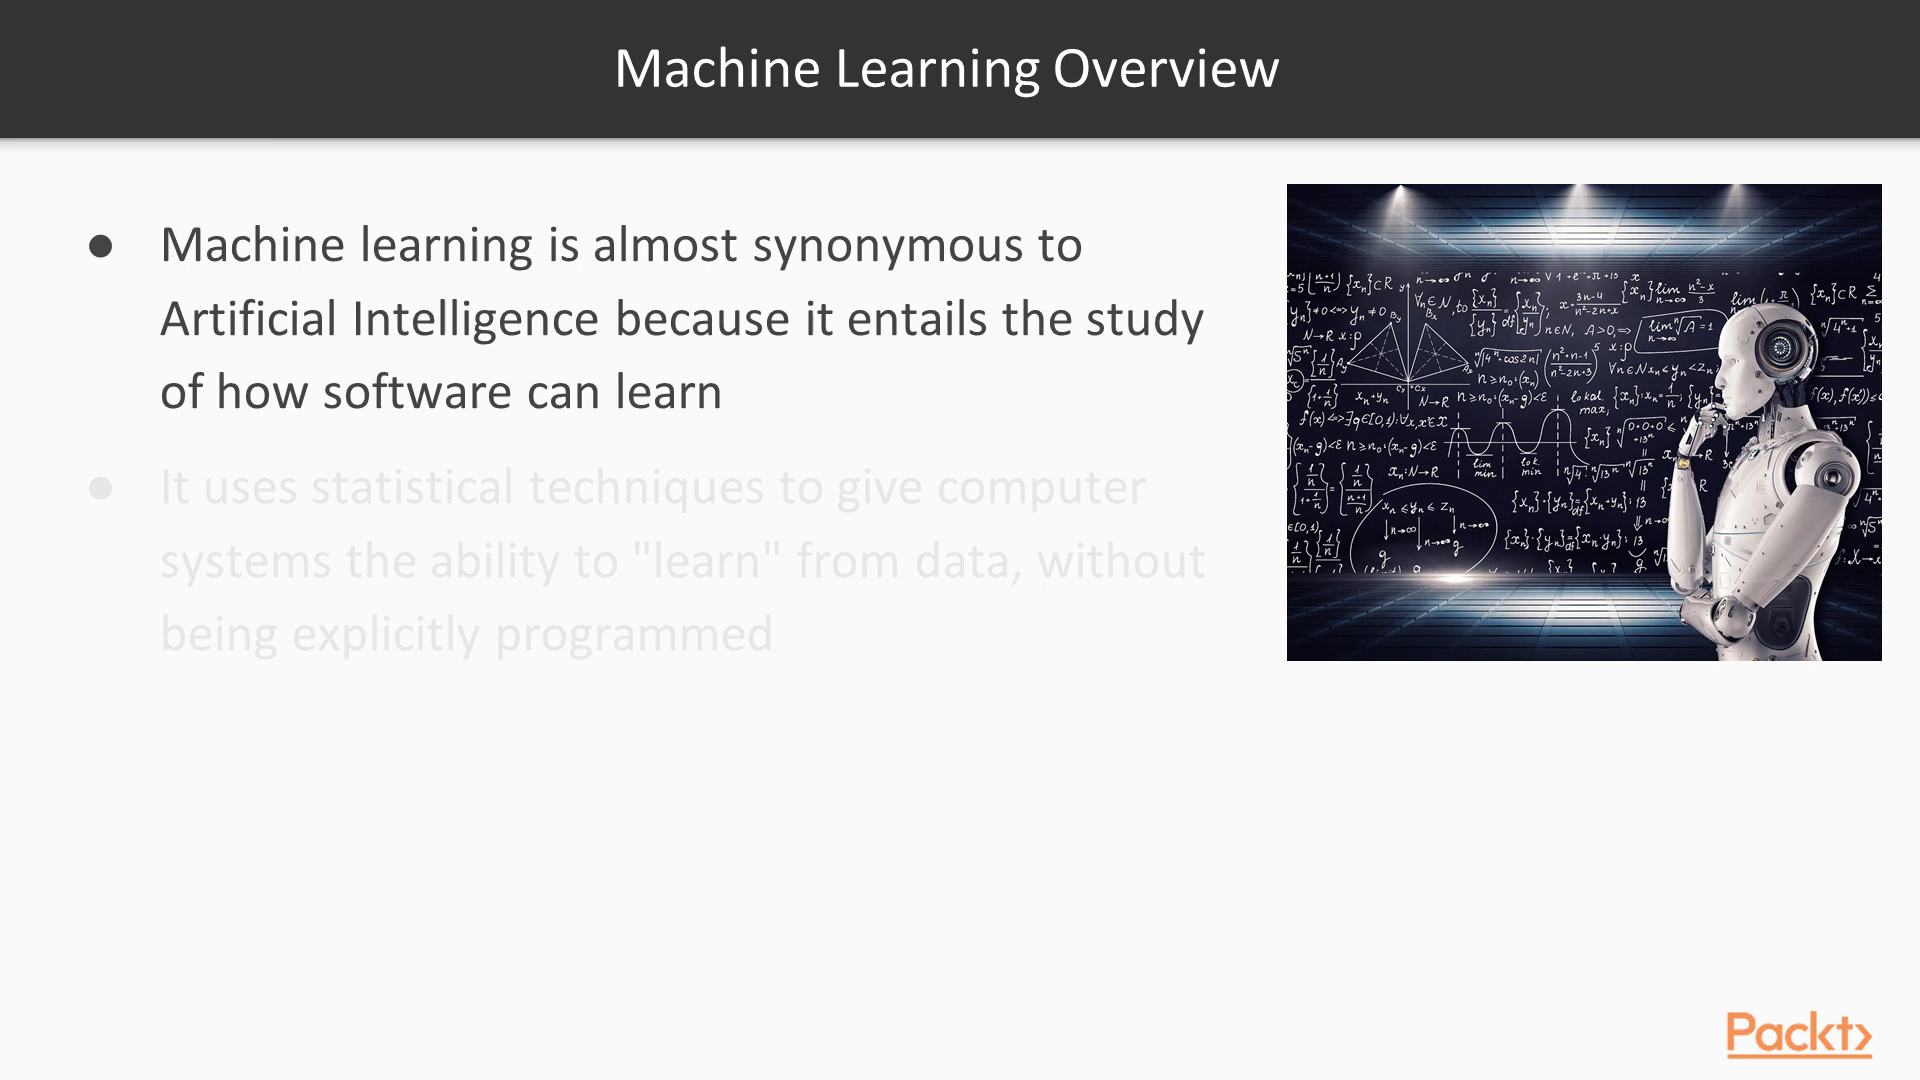 Machine Learning Overview
● Machine learning is almost synonymous to
Artificial Intelligence because it entails the study
of how software can learn
● It uses statistical techniques to give computer
systems the ability to "learn" from data, without
being explicitly programmed
Packt>